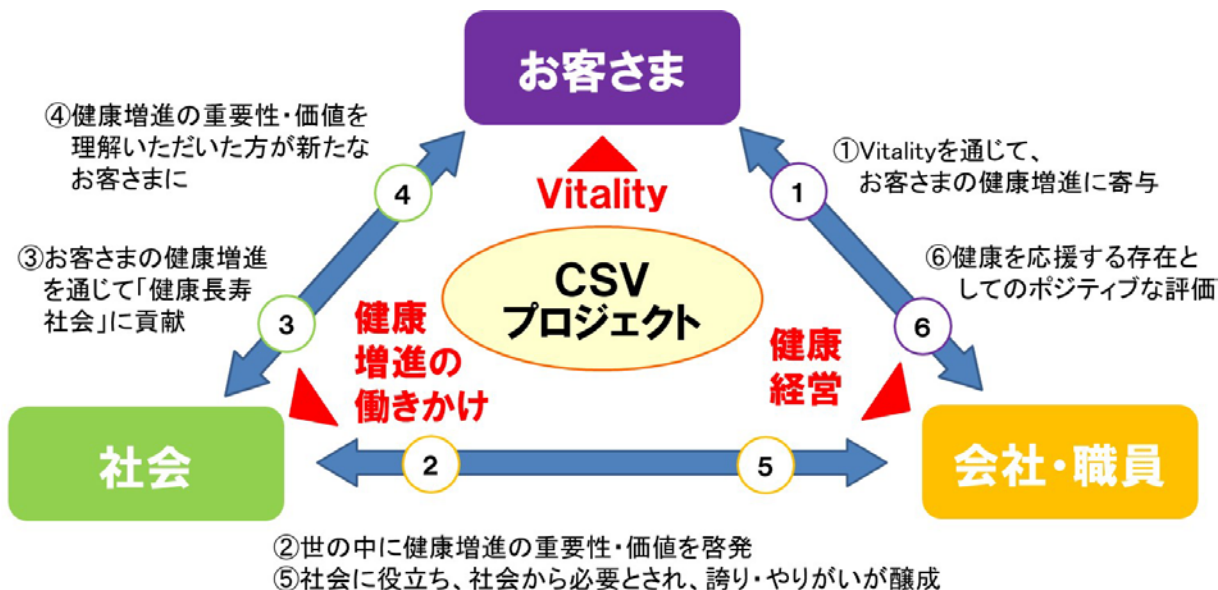 お客さま
④健康増進の重要性・価値を
理解いただいた方が新たな
お客さまに
①Vitalityを通じて、
お客さまの健康増進に寄与
4
Vitality
1
③お客さまの健康増進
を通じて「健康長寿
社会」に貢献
CSV
プロジェクト
⑥健康を応援する存在と
してのポジティブな評価
3
健康
増進の
働きかけ
健康
経営
6
社会
2
5
会社・職員
②世の中に健康増進の重要性・価値を啓発
⑤社会に役立ち、社会から必要とされ、誇り・やりがいが醸成